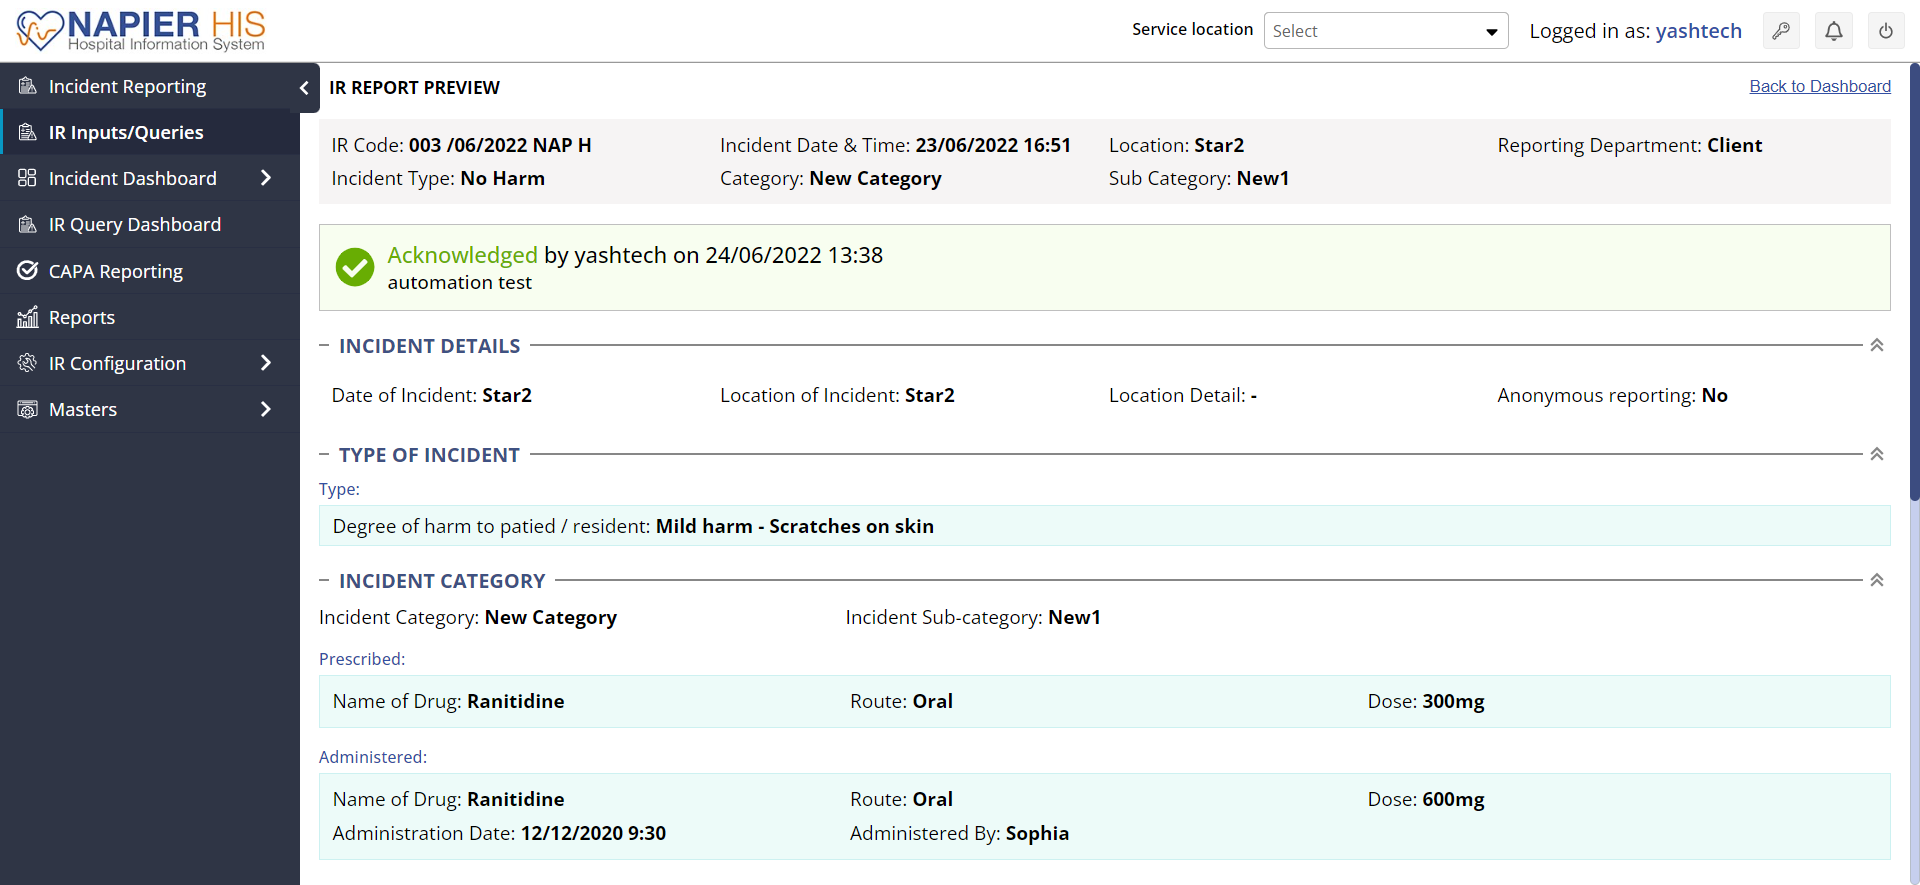 NAPIER HIS
Hospital Information System
Service location Select Logged in as: yashtech
Incident Reporting
IR Inputs/Queries
Incident Dashboard
IR Query Dashboard
CAPA Reporting
Reports
IR Configuration
Masters
IR REPORT PREVIEW Back to Dashboard
IR Code: 003 /06/2022 NAP H Incident Date & Time: 23/06/2022 16:51 Location: Star2 Reporting Department: Client
Incident Type: No Harm Category: New Category Sub Category: New1
Acknowledged by yashtech on 24/06/2022 13:38
automation test
INCIDENT DETAILS
Date of Incident: Star2 Location of Incident: Star2 Location Detail: - Anonymous reporting: No
TYPE OF INCIDENT
Type:
Degree of harm to patied / resident: Mild harm - Scratches on skin
INCIDENT CATEGORY
Incident Category: New Category Incident Sub-category: New1
Prescribed:
Name of Drug: Ranitidine Route: Oral Dose: 300mg
Administered:
Name of Drug: Ranitidine Route: Oral Dose: 600mg
Administration Date: 12/12/2020 9:30 Administered By: Sophia